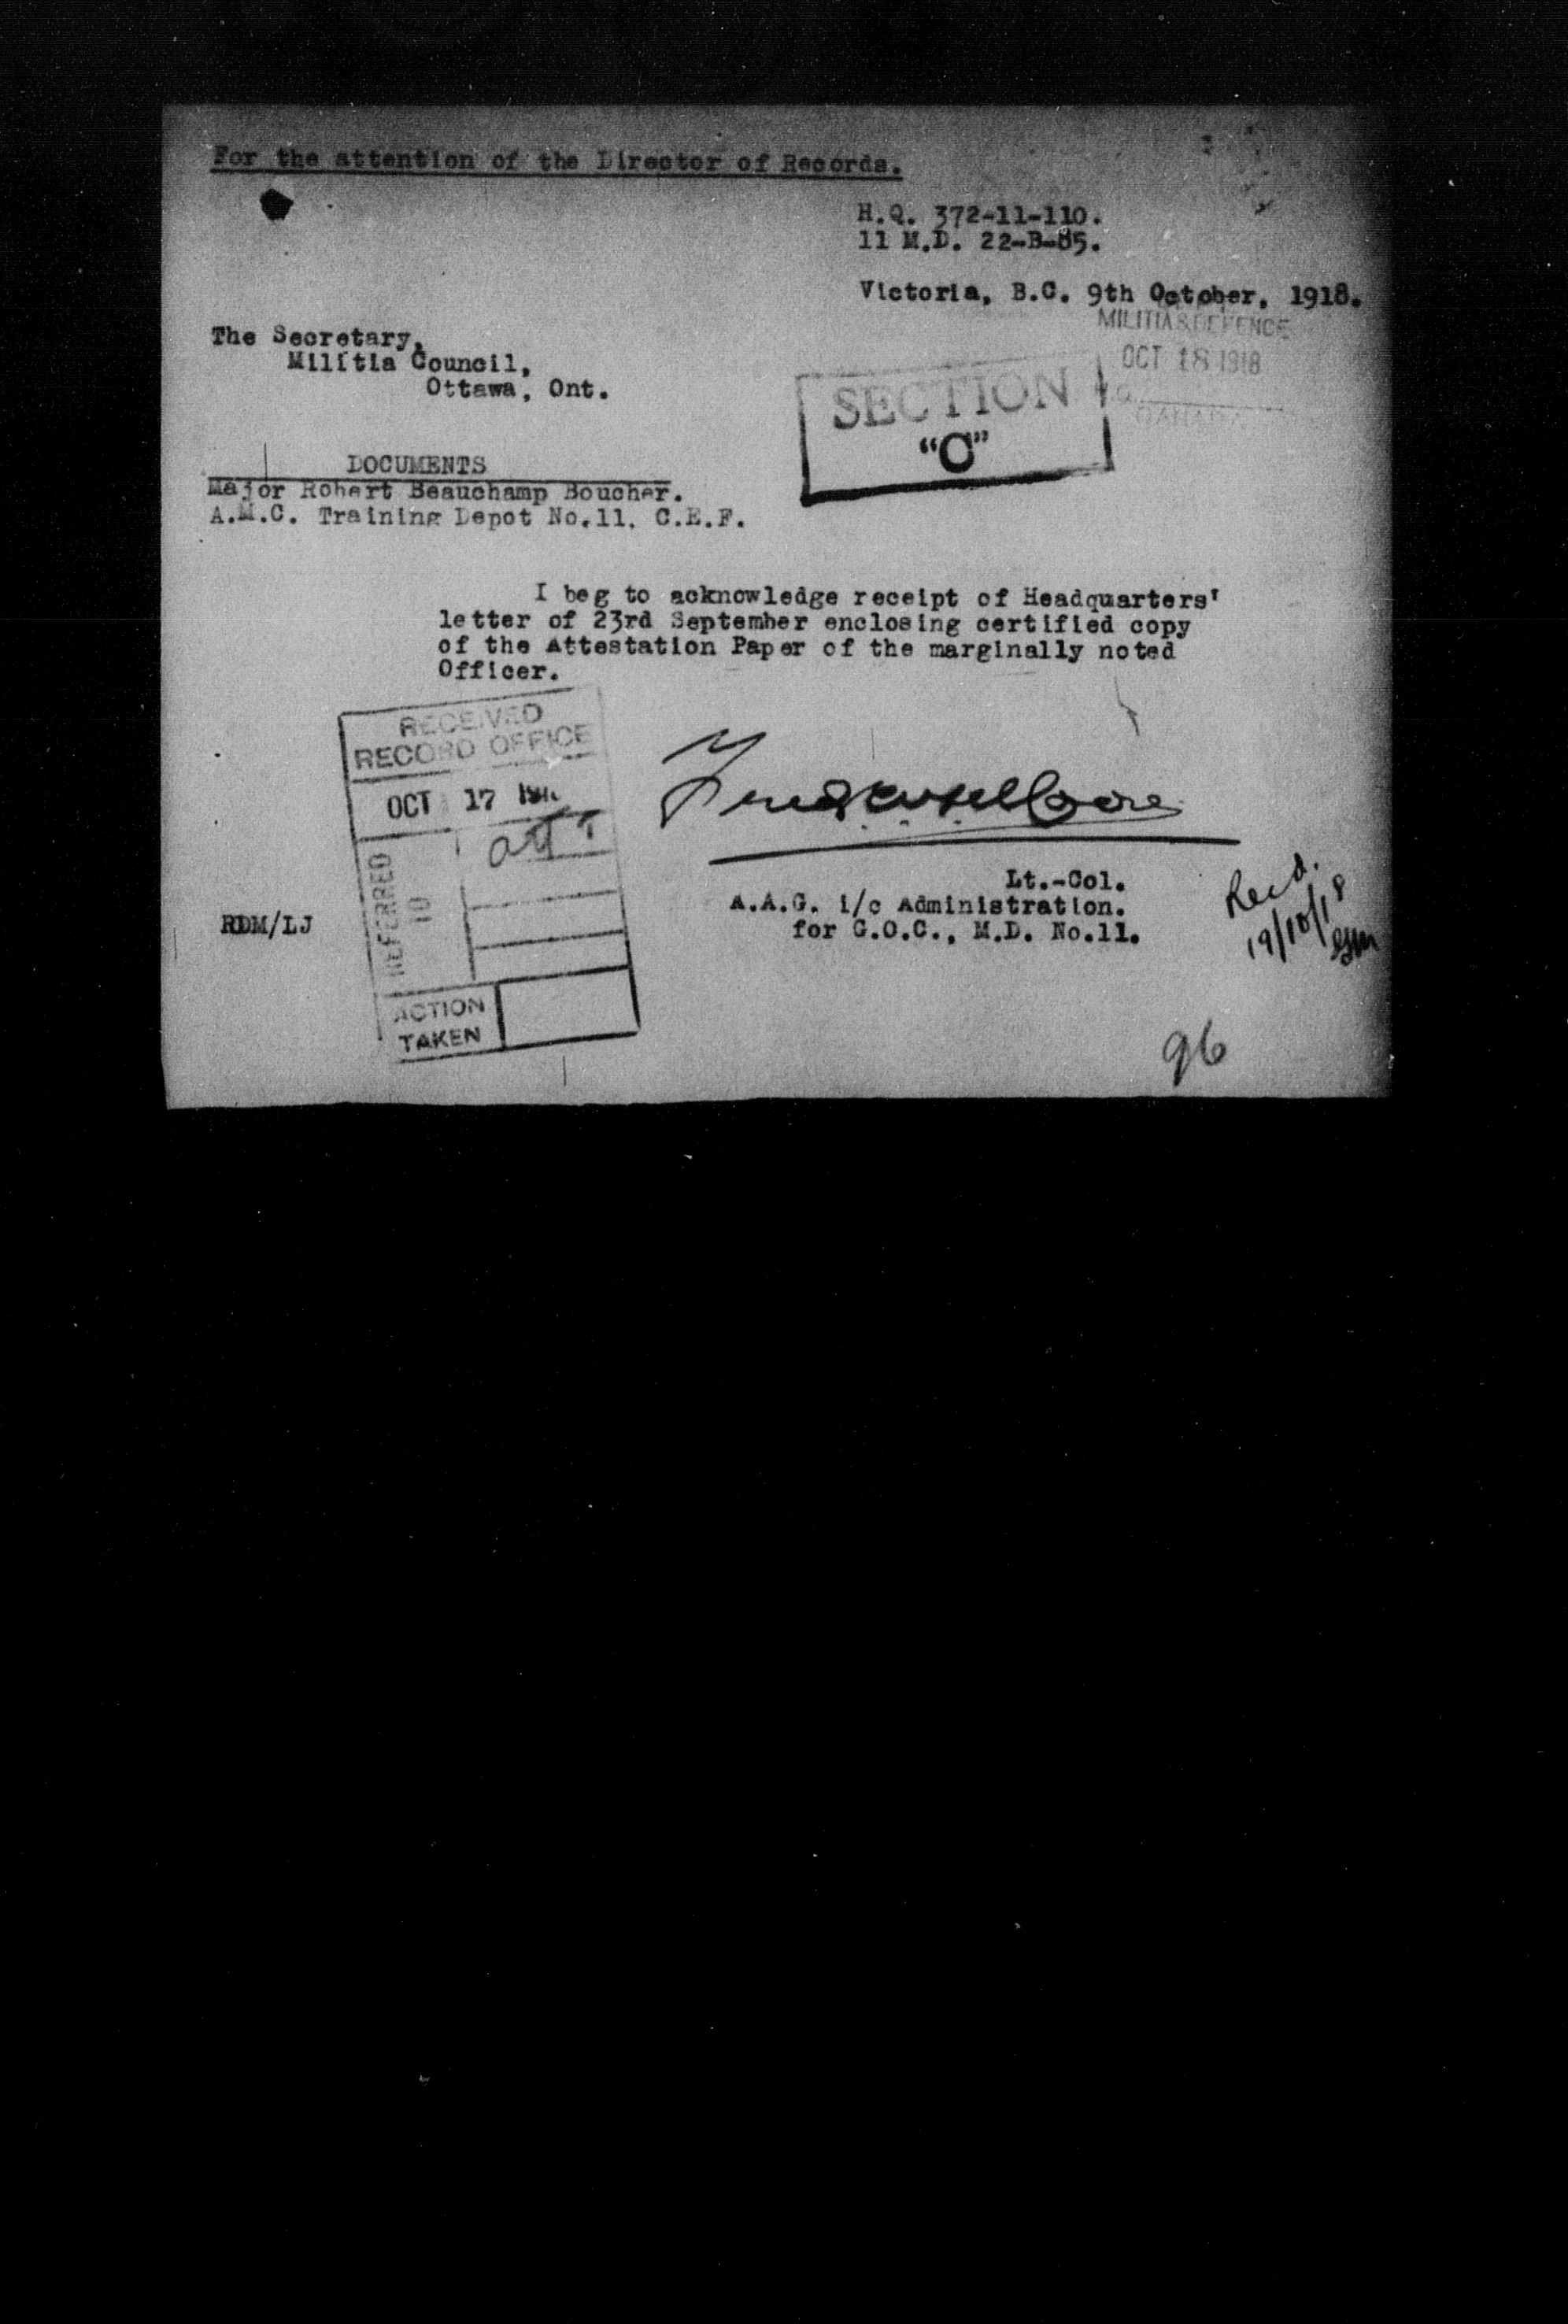 For the attention of the Director of Records.
H.Q. 372-11-110.
11 M.D. 22-B-85.
Victoria, B.C. 9th October, 1918.
MILITIA & DEFENCE
OCT 18 1918
CANADA
The Secretary,
Militia Council,
Ottawa, Ont.
SECTION
"C"
DOCUMENTS
Major Robert Beauchamp Boucher.
A.M.C. Training Depot No.11. C.E.F.
I beg to acknowledge receipt of Headquarters'
letter of 23rd September enclosing certified copy
of the Attestation Paper of the marginally noted
Officer.
RECEIVED
RECORD OFFICE
OCT 17
REFERRED
TO
ACTION
TAKEN
Lt.-Col.
A.A.G. i/c Administration.
for G.O.C., M.D. No.11.
RDM/LJ
Recd.
19/10/18
96